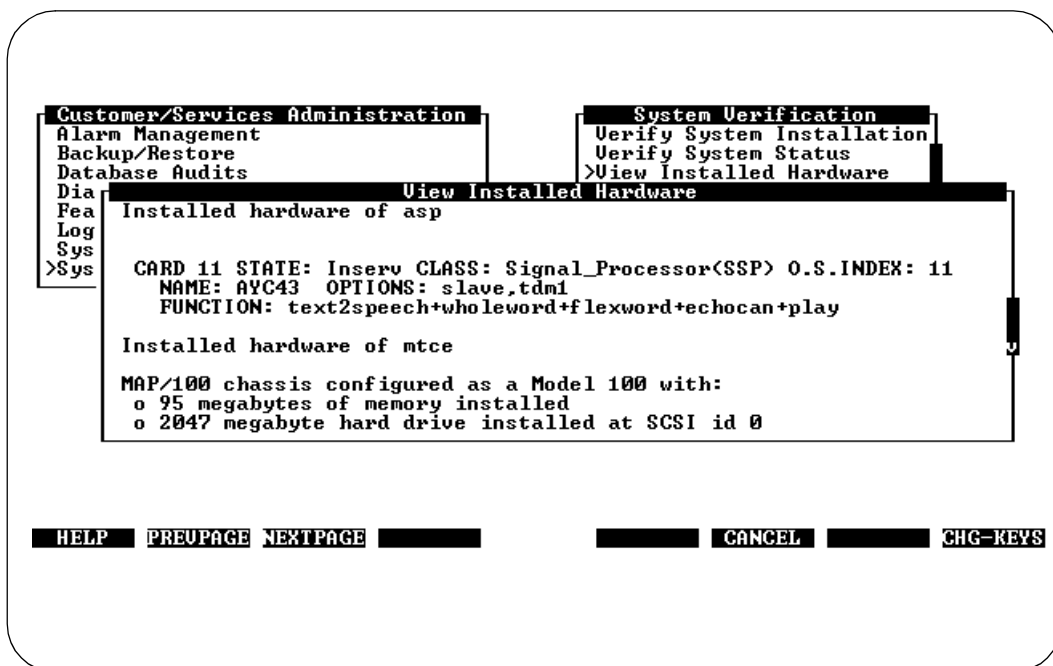 Customer/Services Administration
Alarm Management
Backup/Restore
Database Audits
Dia
Fea
Log
Sys
>Sys
System Verification
Verify System Installation
Verify System Status
>View Installed Hardware
View Installed Hardware
Installed hardware of asp
CARD 11 STATE: Inserv CLASS: Signal_Processor(SSP) O.S.INDEX: 11
NAME: AYC43 OPTIONS: slave,tdm1
FUNCTION: text2speech+wholeword+flexword+echocan+play
Installed hardware of mtce
MAP/100 chassis configured as a Model 100 with:
o 95 megabytes of memory installed
o 2047 megabyte hard drive installed at SCSI id 0
HELP PREVPAGE NEXTPAGE CANCEL CHG-KEYS